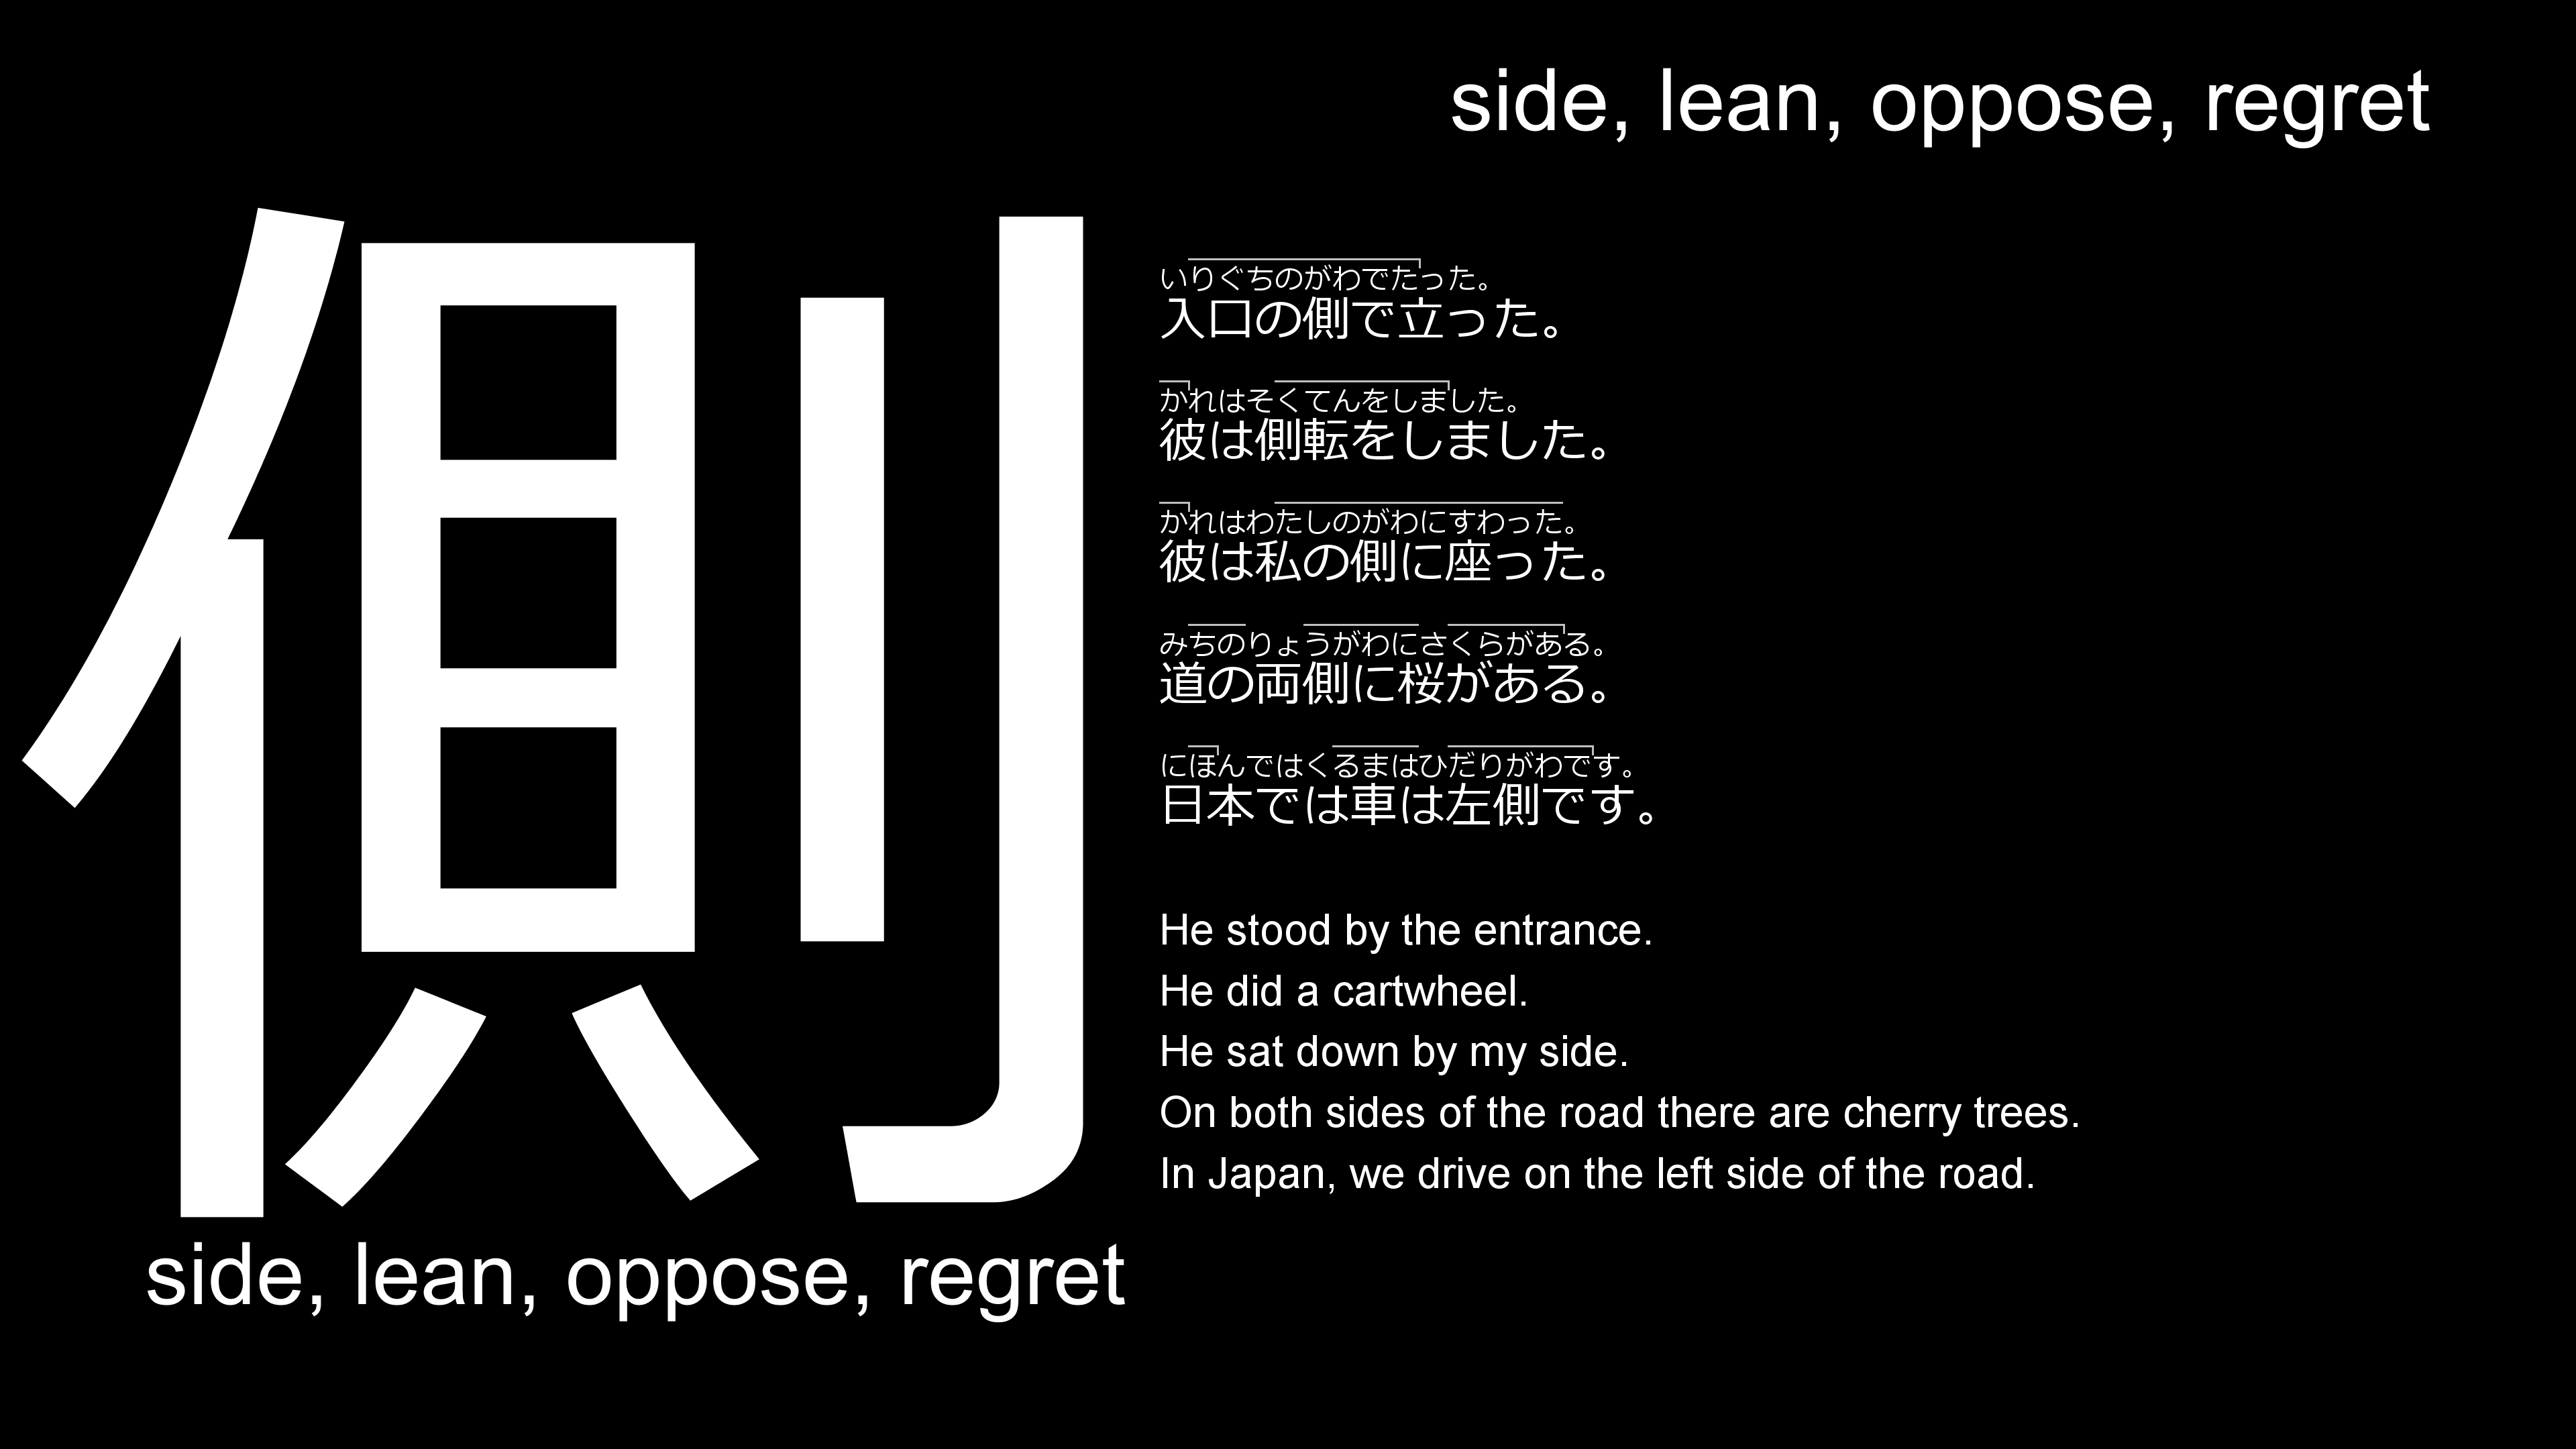 side, lean, oppose, regret
側
いりぐちのがわでたった。
入口の側で立った。
かれはそくてんをしました。
彼は側転をしました。
かれはわたしのがわにすわった。
彼は私の側に座った。
みちのりょうがわにさくらがある。
道の両側に桜がある。
にほんではくるまはひだりがわです。
日本では車は左側です。
He stood by the entrance.
He did a cartwheel.
He sat down by my side.
On both sides of the road there are cherry trees.
In Japan, we drive on the left side of the road.
side, lean, oppose, regret